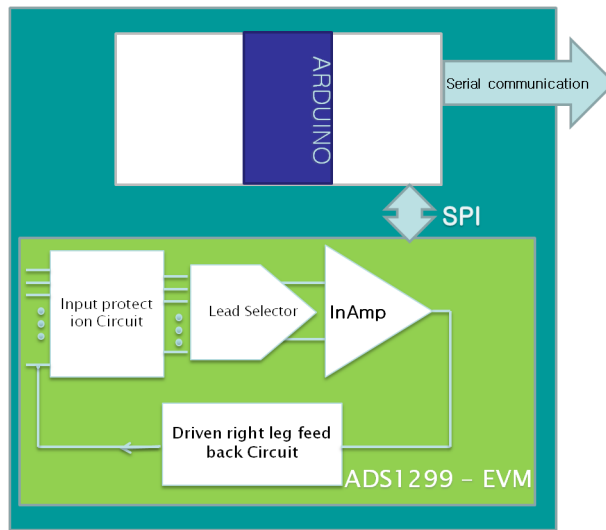 ARDUINO
Serial communication
SPI
Input protect
ion Circuit
Lead Selector
InAmp
Driven right leg feed
back Circuit
ADS1299 – EVM